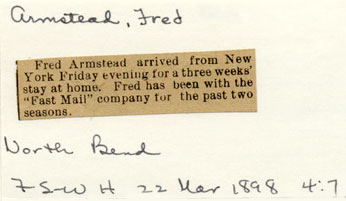 Armstead, Fred
Fred Armstead arrived from New
York Friday evening for a three weeks'
stay at home. Fred has been with the
"Fast Mail" company for the past two
seasons.
North Bend
FSW H 22 Mar 1898 4:7